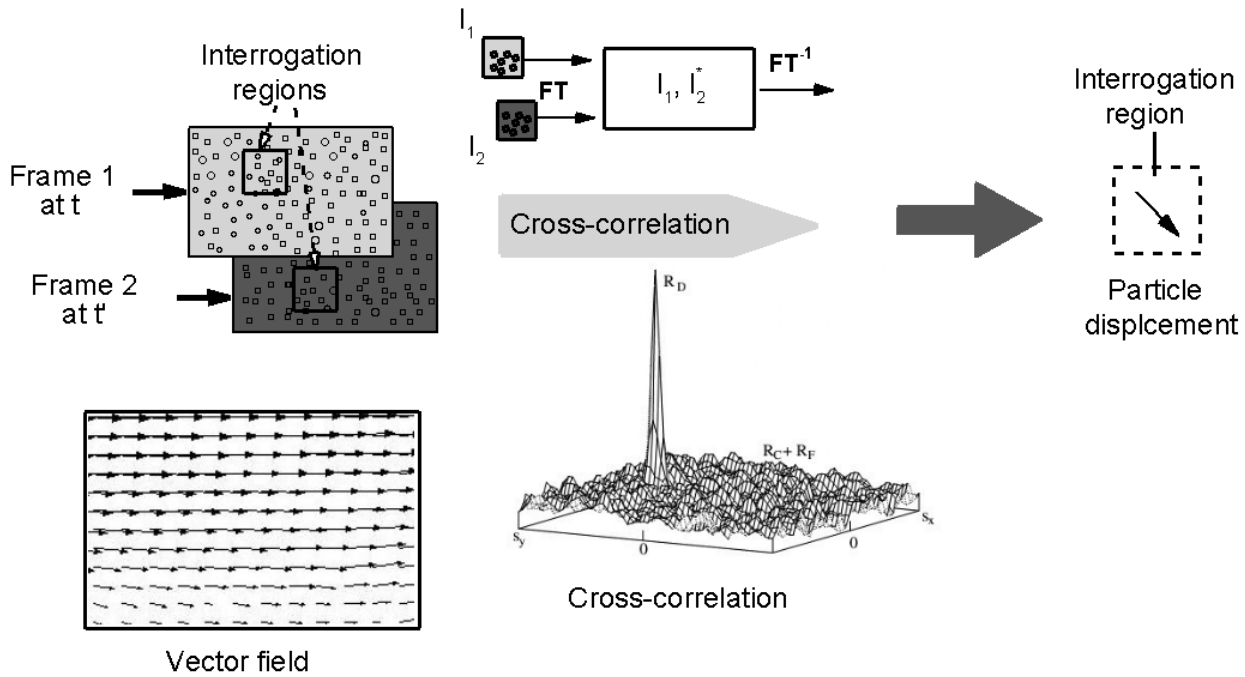 Interrogation
regions
Frame 1
at t
Frame 2
at t'
I1
I2
FT
I1, I2*
FT-1
Cross-correlation
Interrogation
region
Particle
displcement
RD
RC+ RF
sy
0
0
sx
Cross-correlation
Vector field